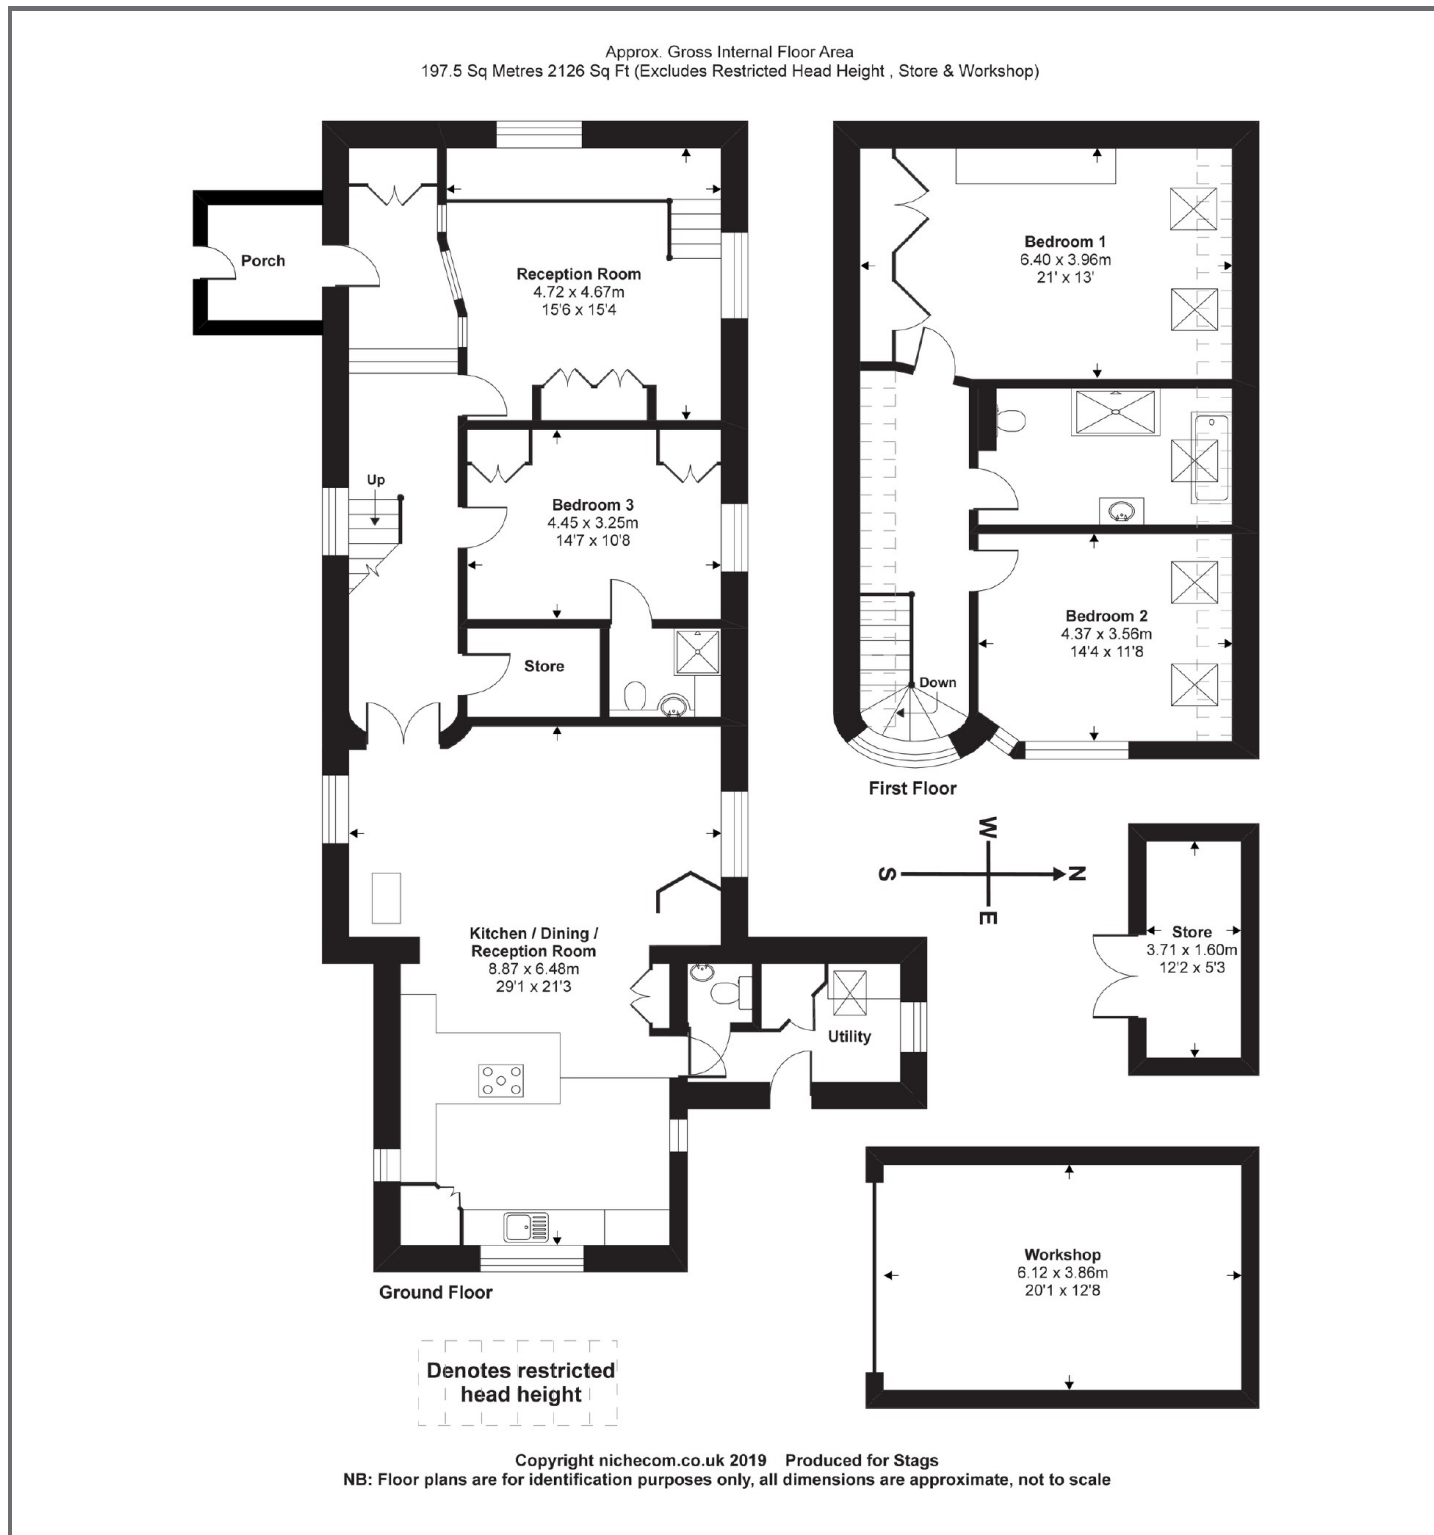 Approx. Gross Internal Floor Area
197.5 Sq Metres 2126 Sq Ft (Excludes Restricted Head Height , Store & Workshop)
Porch
Reception Room
4.72 x 4.67m
15'6 x 15'4
Up
Bedroom 3
4.45 x 3.25m
14'7 x 10'8
Store
Kitchen / Dining /
Reception Room
8.87 x 6.48m
29'1 x 21'3
Utility
Ground Floor
Bedroom 1
6.40 x 3.96m
21' x 13'
Bedroom 2
4.37 x 3.56m
14'4 x 11'8
Down
First Floor
W
S
N
E
Store
3.71 x 1.60m
12'2 x 5'3
Workshop
6.12 x 3.86m
20'1 x 12'8
Denotes restricted
head height
Copyright nichecom.co.uk 2019 Produced for Stags
NB: Floor plans are for identification purposes only, all dimensions are approximate, not to scale